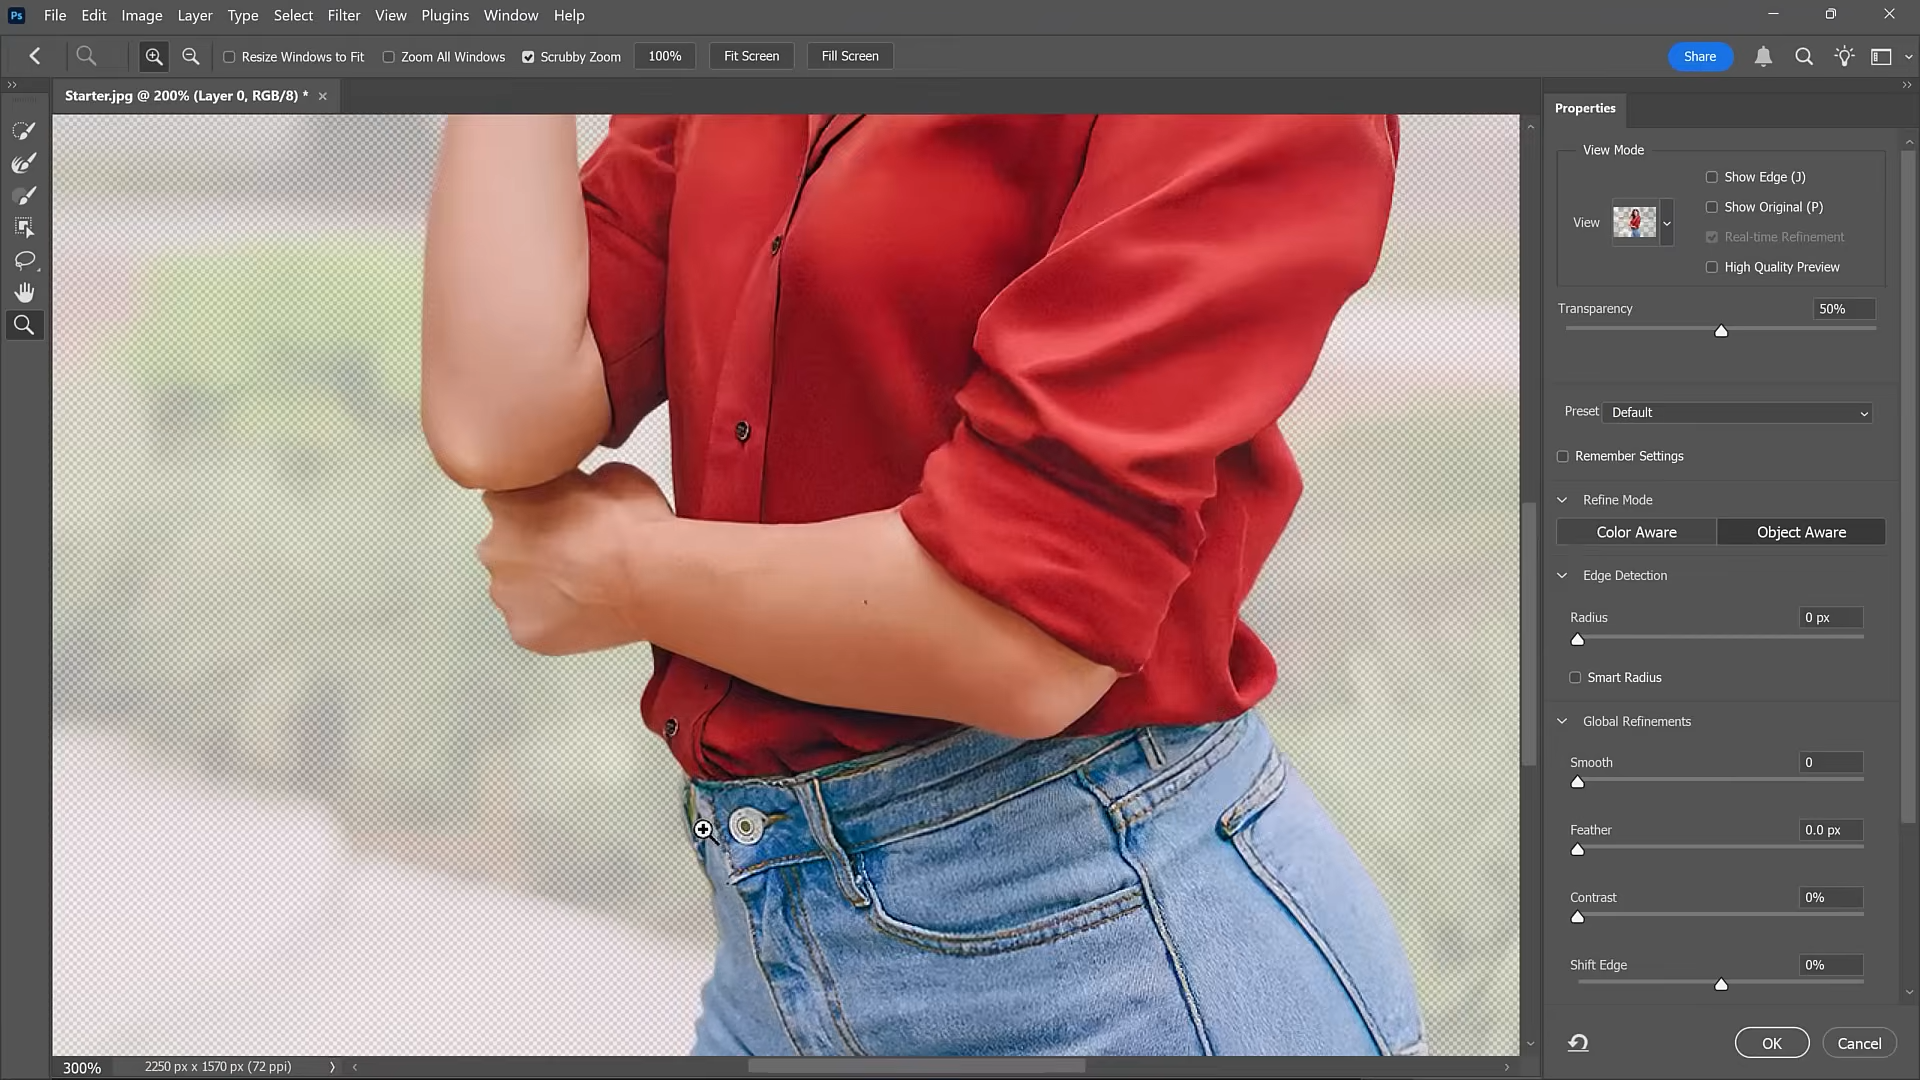 Ps File Edit Image Layer Type Select Filter View Plugins Window Help
Resize Windows to Fit Zoom All Windows Scrubby Zoom 100% Fit Screen Fill Screen Share
Starter.jpg @ 200% (Layer 0, RGB/8) *
Properties
View Mode
Show Edge (J)
Show Original (P)
View
Real-time Refinement
High Quality Preview
Transparency 50%
Preset Default
Remember Settings
Refine Mode
Color Aware Object Aware
Edge Detection
Radius 0 px
Smart Radius
Global Refinements
Smooth 0
Feather 0.0 px
Contrast 0%
Shift Edge 0%
OK Cancel
300% 2250 px x 1570 px (72 ppi)